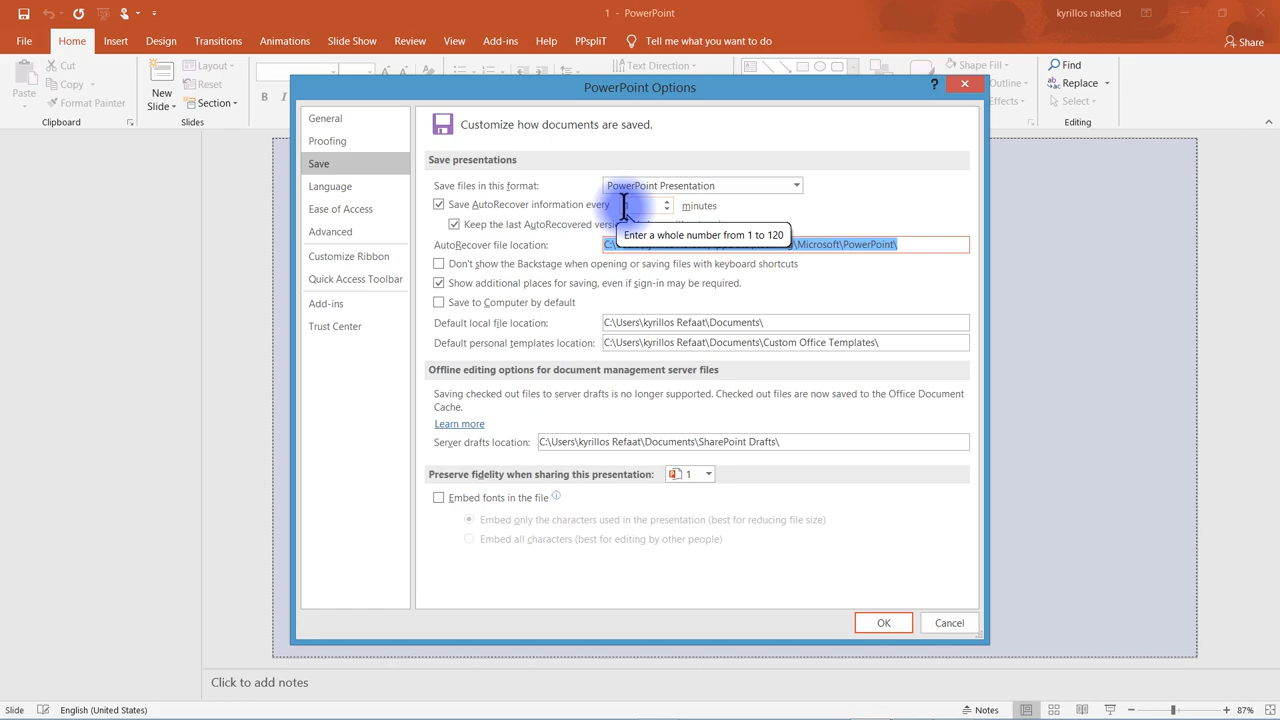 1 - PowerPoint
kyrillos nashed
File Home Insert Design Transitions Animations Slide Show Review View Add-ins Help PPspliT Tell me what you want to do Share
Cut
Copy
Format Painter
Paste
Clipboard
New
Slide
Layout
Reset
Section
Slides
B I
Text Direction
Shape Fill
Outline
Effects
Find
Replace
Select
Editing
PowerPoint Options
?
General
Proofing
Save
Language
Ease of Access
Advanced
Customize Ribbon
Quick Access Toolbar
Add-ins
Trust Center
Customize how documents are saved.
Save presentations
Save files in this format: PowerPoint Presentation
Save AutoRecover information every minutes
Keep the last AutoRecovered
Enter a whole number from 1 to 120
AutoRecover file location: \Microsoft\PowerPoint\
Don't show the Backstage when opening or saving files with keyboard shortcuts
Show additional places for saving, even if sign-in may be required.
Save to Computer by default
Default local file location: C:\Users\kyrillos Refaat\Documents\
Default personal templates location: C:\Users\kyrillos Refaat\Documents\Custom Office Templates\
Offline editing options for document management server files
Saving checked out files to server drafts is no longer supported. Checked out files are now saved to the Office Document
Cache.
Learn more
Server drafts location: C:\Users\kyrillos Refaat\Documents\SharePoint Drafts\
Preserve fidelity when sharing this presentation: 1
Embed fonts in the file
Embed only the characters used in the presentation (best for reducing file size)
Embed all characters (best for editing by other people)
OK Cancel
Click to add notes
Slide English (United States) Notes 87%